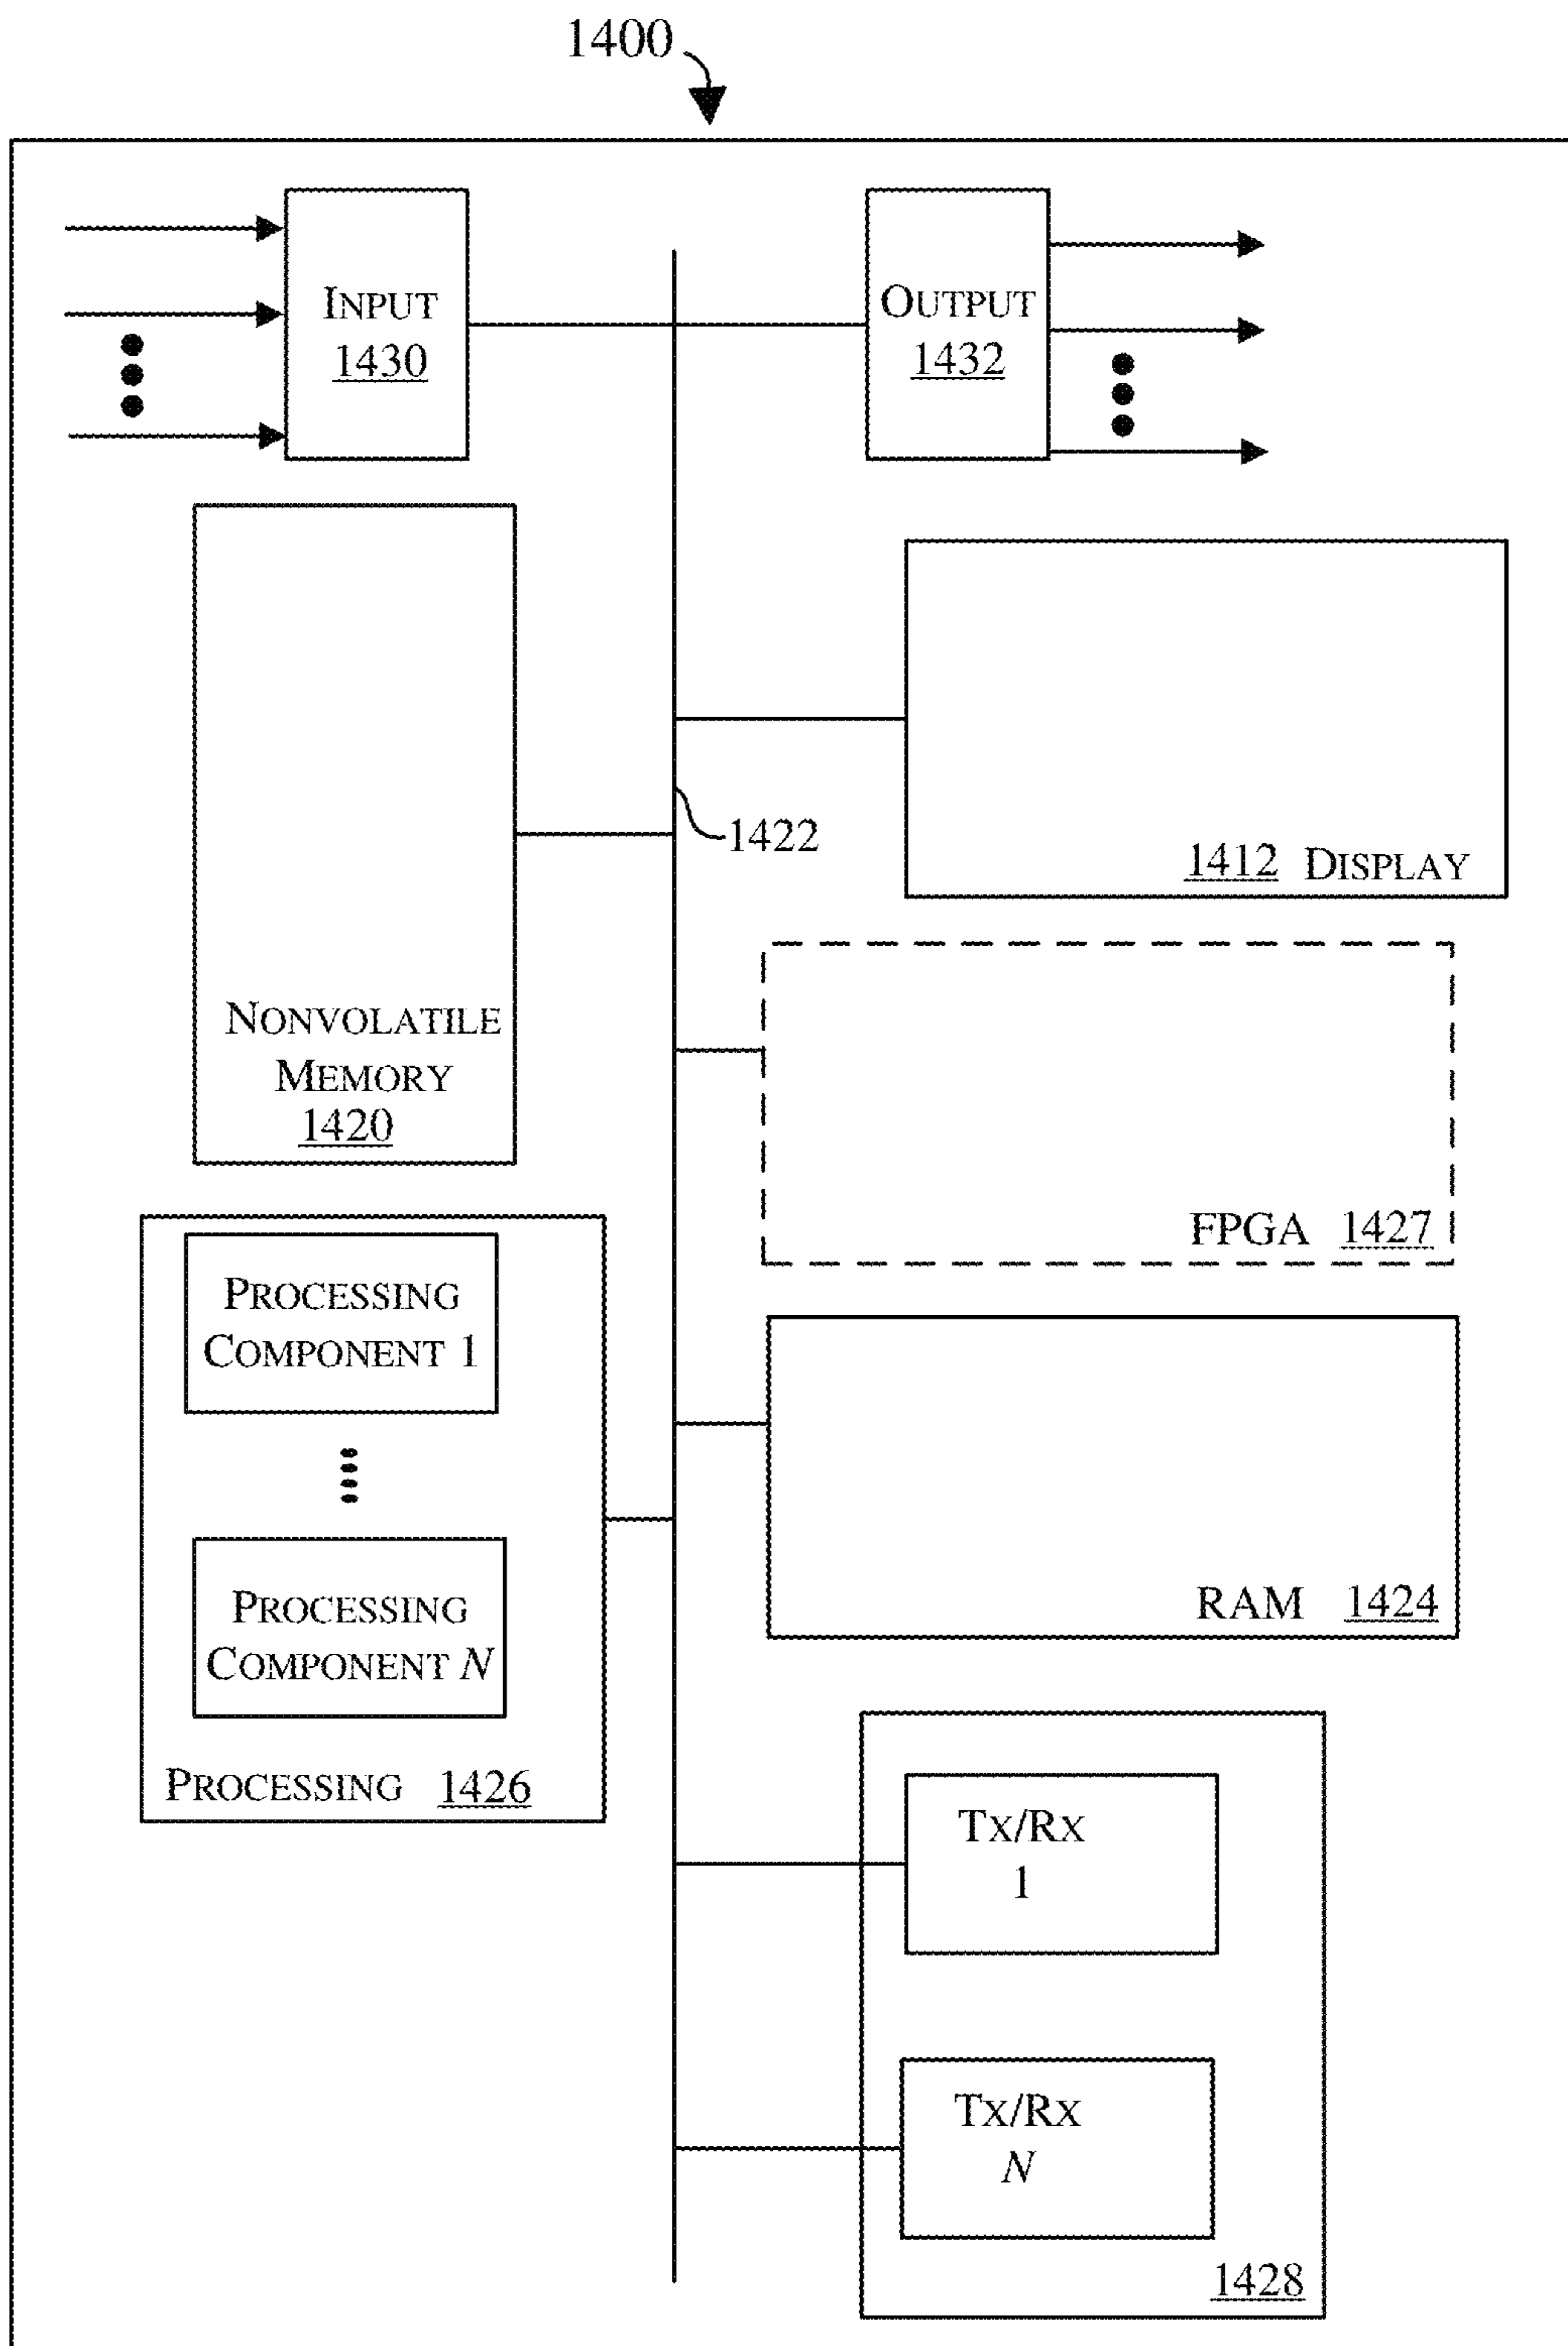 1400
INPUT
1430
OUTPUT
1432
1422
1412 DISPLAY
NONVOLATILE
MEMORY
1420
FPGA 1427
PROCESSING
COMPONENT 1
PROCESSING
COMPONENT N
PROCESSING 1426
RAM 1424
TX/RX
1
TX/RX
N
1428